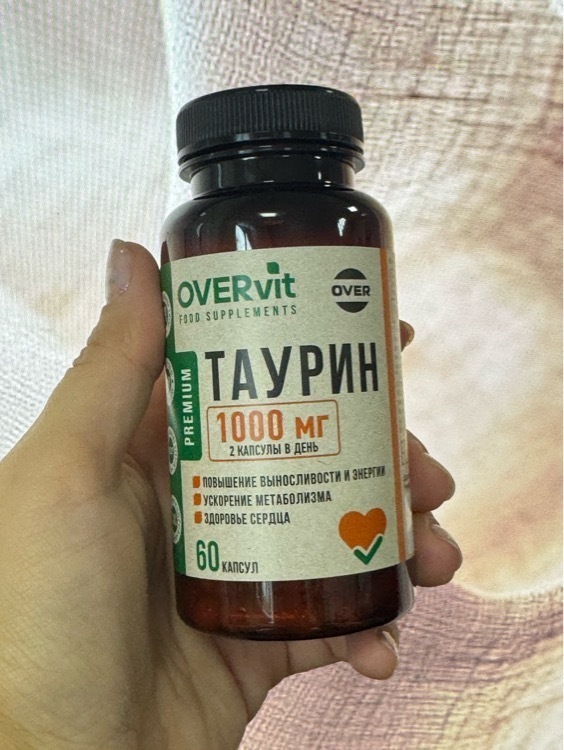 OVERvit
FOOD SUPPLEMENTS
OVER
PREMIUM
ТАУРИН
1000 мг
2 КАПСУЛЫ В ДЕНЬ
ПОВЫШЕНИЕ ВЫНОСЛИВОСТИ И ЭНЕРГИИ
УСКОРЕНИЕ МЕТАБОЛИЗМА
ЗДОРОВЬЕ СЕРДЦА
60 КАПСУЛ